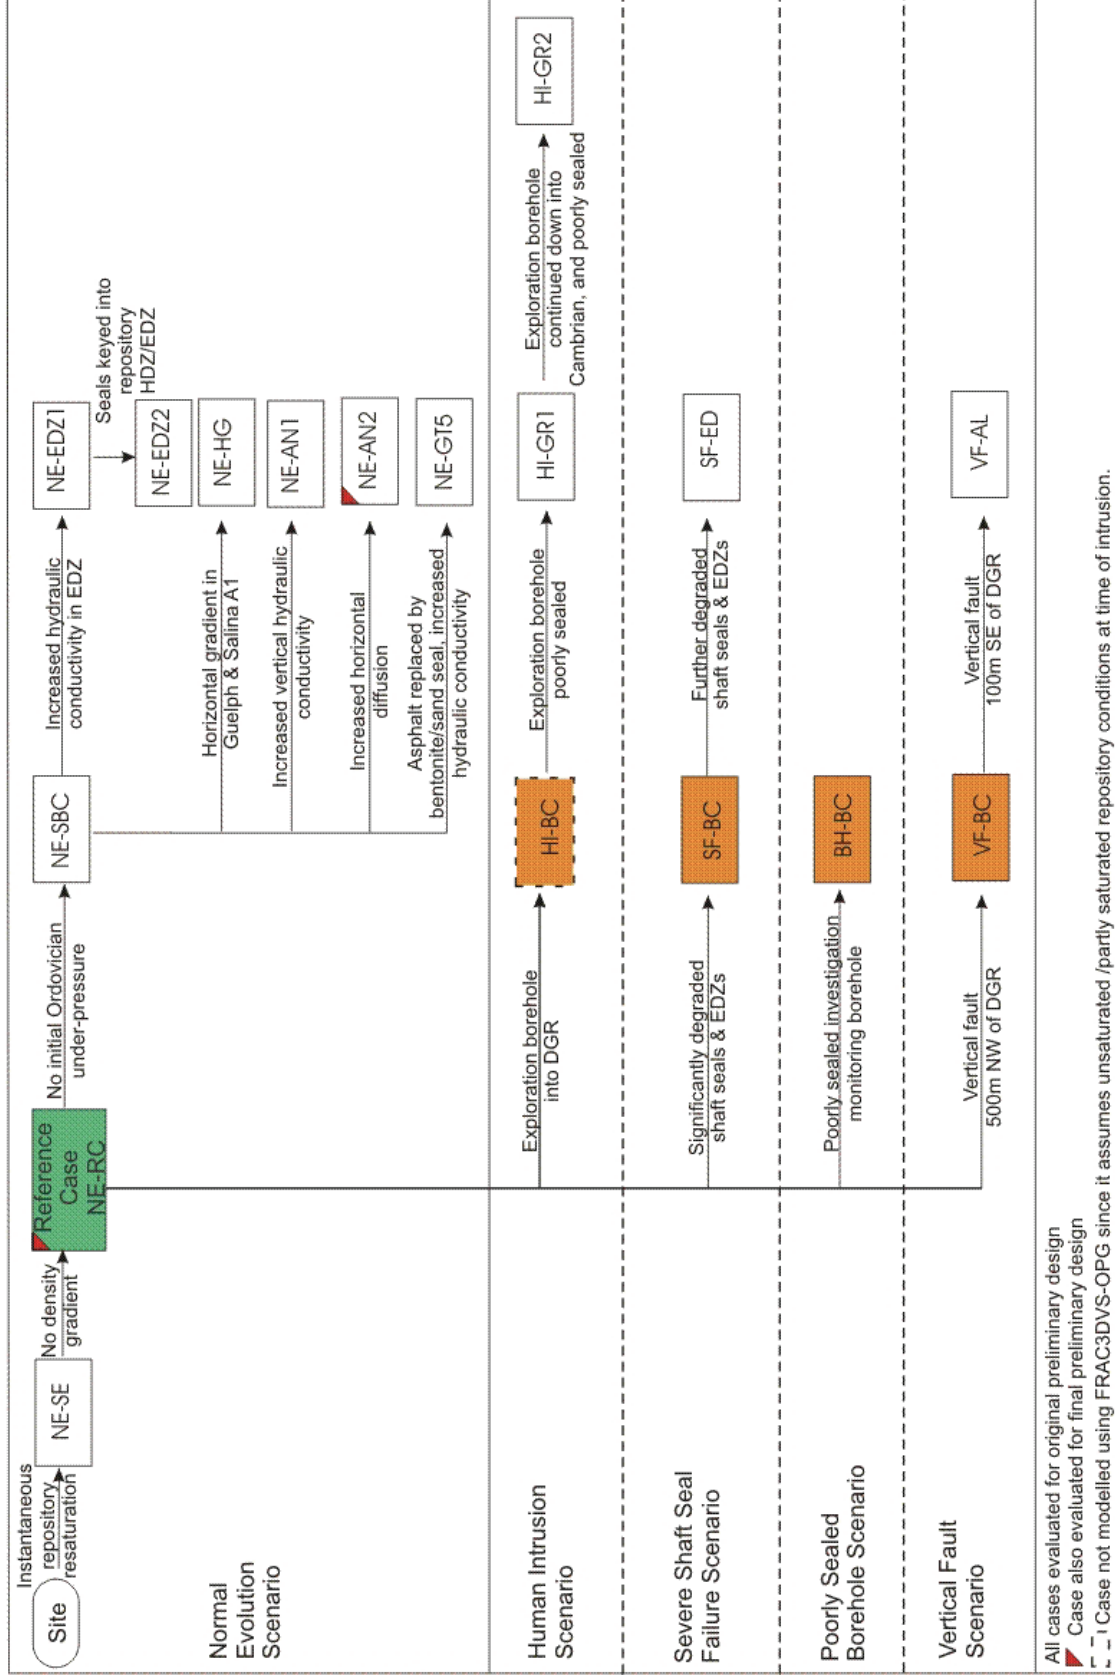 Site
Instantaneous
repository
resaturation
NE-SE
No density
gradient
Reference
Case
NE-RC
No initial Ordovician
under-pressure
NE-SBC
Increased hydraulic
conductivity in EDZ
NE-EDZ1
Seals keyed into
repository
HDZ/EDZ
NE-EDZ2
Normal
Evolution
Scenario
Horizontal gradient in
Guelph & Salina A1
NE-HG
Increased vertical hydraulic
conductivity
NE-AN1
Increased horizontal
diffusion
NE-AN2
Asphalt replaced by
bentonite/sand seal, increased
hydraulic conductivity
NE-GT5
Human Intrusion
Scenario
Exploration borehole
into DGR
HI-BC
Exploration borehole
poorly sealed
HI-GR1
Exploration borehole
continued down into
Cambrian, and poorly sealed
HI-GR2
Severe Shaft Seal
Failure Scenario
Significantly degraded
shaft seals & EDZs
SF-BC
Further degraded
shaft seals & EDZs
SF-ED
Poorly Sealed
Borehole Scenario
Poorly sealed investigation
monitoring borehole
BH-BC
Vertical Fault
Scenario
Vertical fault
500m NW of DGR
VF-BC
Vertical fault
100m SE of DGR
VF-AL
All cases evaluated for original preliminary design
Case also evaluated for final preliminary design
Case not modelled using FRAC3DVS-OPG since it assumes unsaturated /partly saturated repository conditions at time of intrusion.